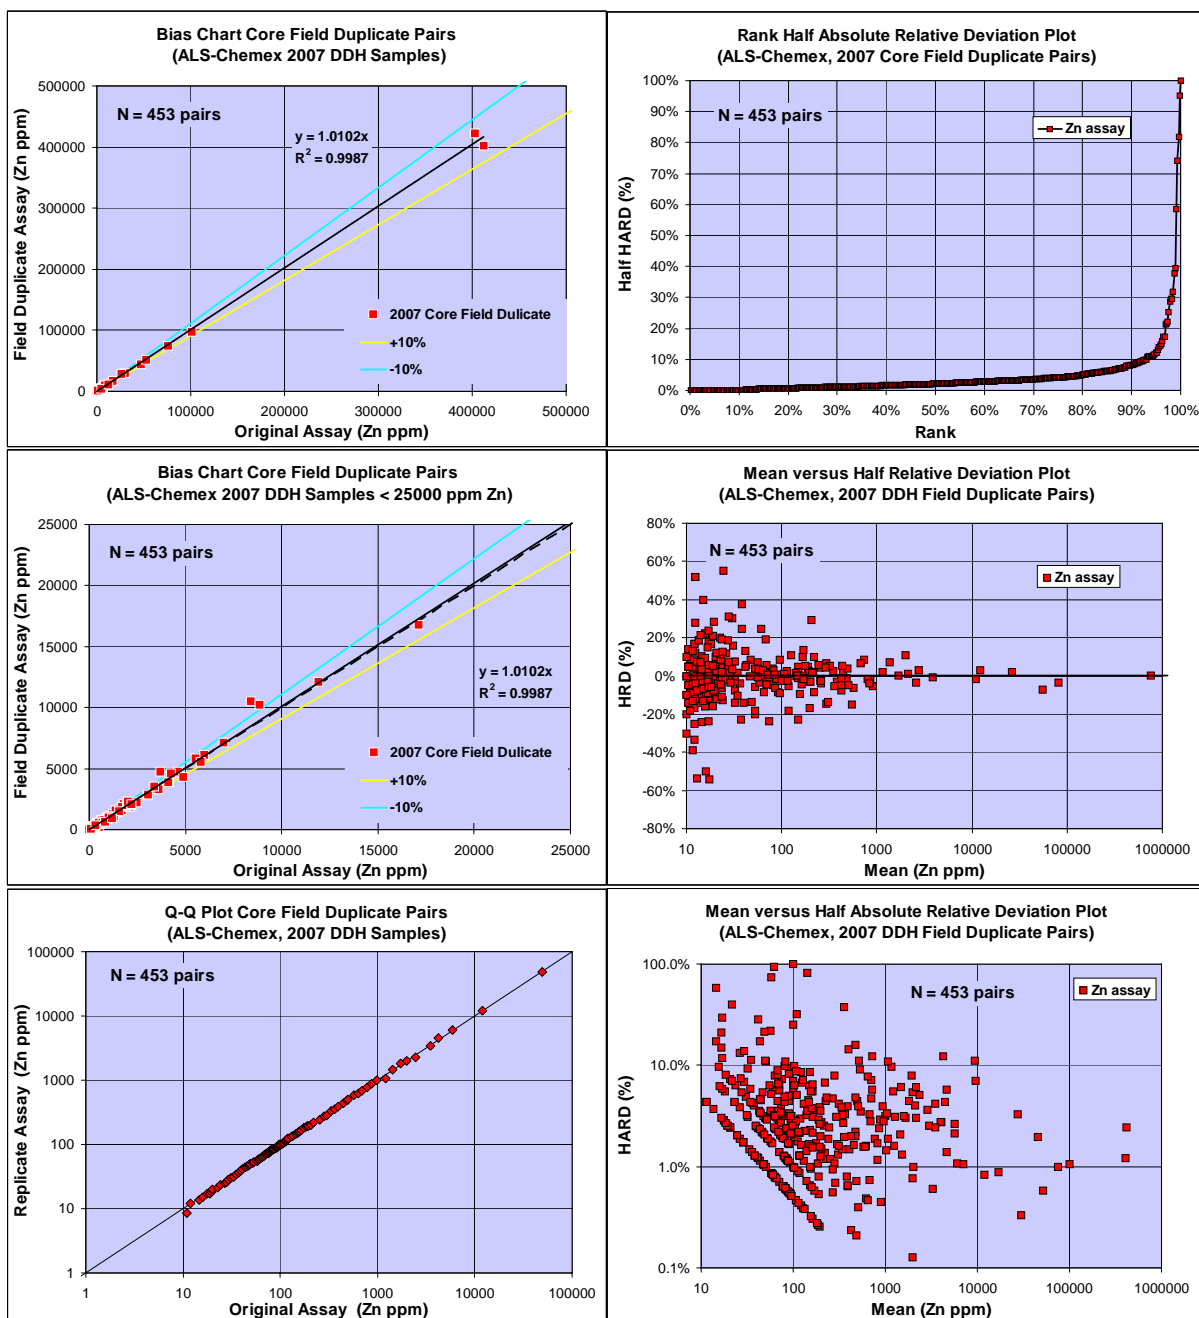 Bias Chart Core Field Duplicate Pairs
(ALS-Chemex 2007 DDH Samples)
500000
400000
300000
200000
100000
0
N = 453 pairs
y = 1.0102x
R2 = 0.9987
2007 Core Field Dulicate
+10%
-10%
0
100000
200000
300000
400000
500000
Original Assay (Zn ppm)
Field Duplicate Assay (Zn ppm)
Rank Half Absolute Relative Deviation Plot
(ALS-Chemex, 2007 Core Field Duplicate Pairs)
100%
90%
80%
70%
60%
50%
40%
30%
20%
10%
0%
N = 453 pairs
Zn assay
0%
10%
20%
30%
40%
50%
60%
70%
80%
90%
100%
Rank
Half HARD (%)
Bias Chart Core Field Duplicate Pairs
(ALS-Chemex 2007 DDH Samples < 25000 ppm Zn)
25000
20000
15000
10000
5000
0
N = 453 pairs
y = 1.0102x
R2 = 0.9987
2007 Core Field Dulicate
+10%
-10%
0
5000
10000
15000
20000
25000
Original Assay (Zn ppm)
Field Duplicate Assay (Zn ppm)
Mean versus Half Relative Deviation Plot
(ALS-Chemex, 2007 DDH Field Duplicate Pairs)
80%
60%
40%
20%
0%
-20%
-40%
-60%
-80%
N = 453 pairs
Zn assay
10
100
1000
10000
100000
1000000
Mean (Zn ppm)
HRD (%)
Q-Q Plot Core Field Duplicate Pairs
(ALS-Chemex, 2007 DDH Samples)
100000
10000
1000
100
10
1
N = 453 pairs
1
10
100
1000
10000
100000
Original Assay (Zn ppm)
Replicate Assay (Zn ppm)
Mean versus Half Absolute Relative Deviation Plot
(ALS-Chemex, 2007 DDH Field Duplicate Pairs)
100.0%
10.0%
1.0%
0.1%
N = 453 pairs
Zn assay
10
100
1000
10000
100000
1000000
Mean (Zn ppm)
HARD (%)